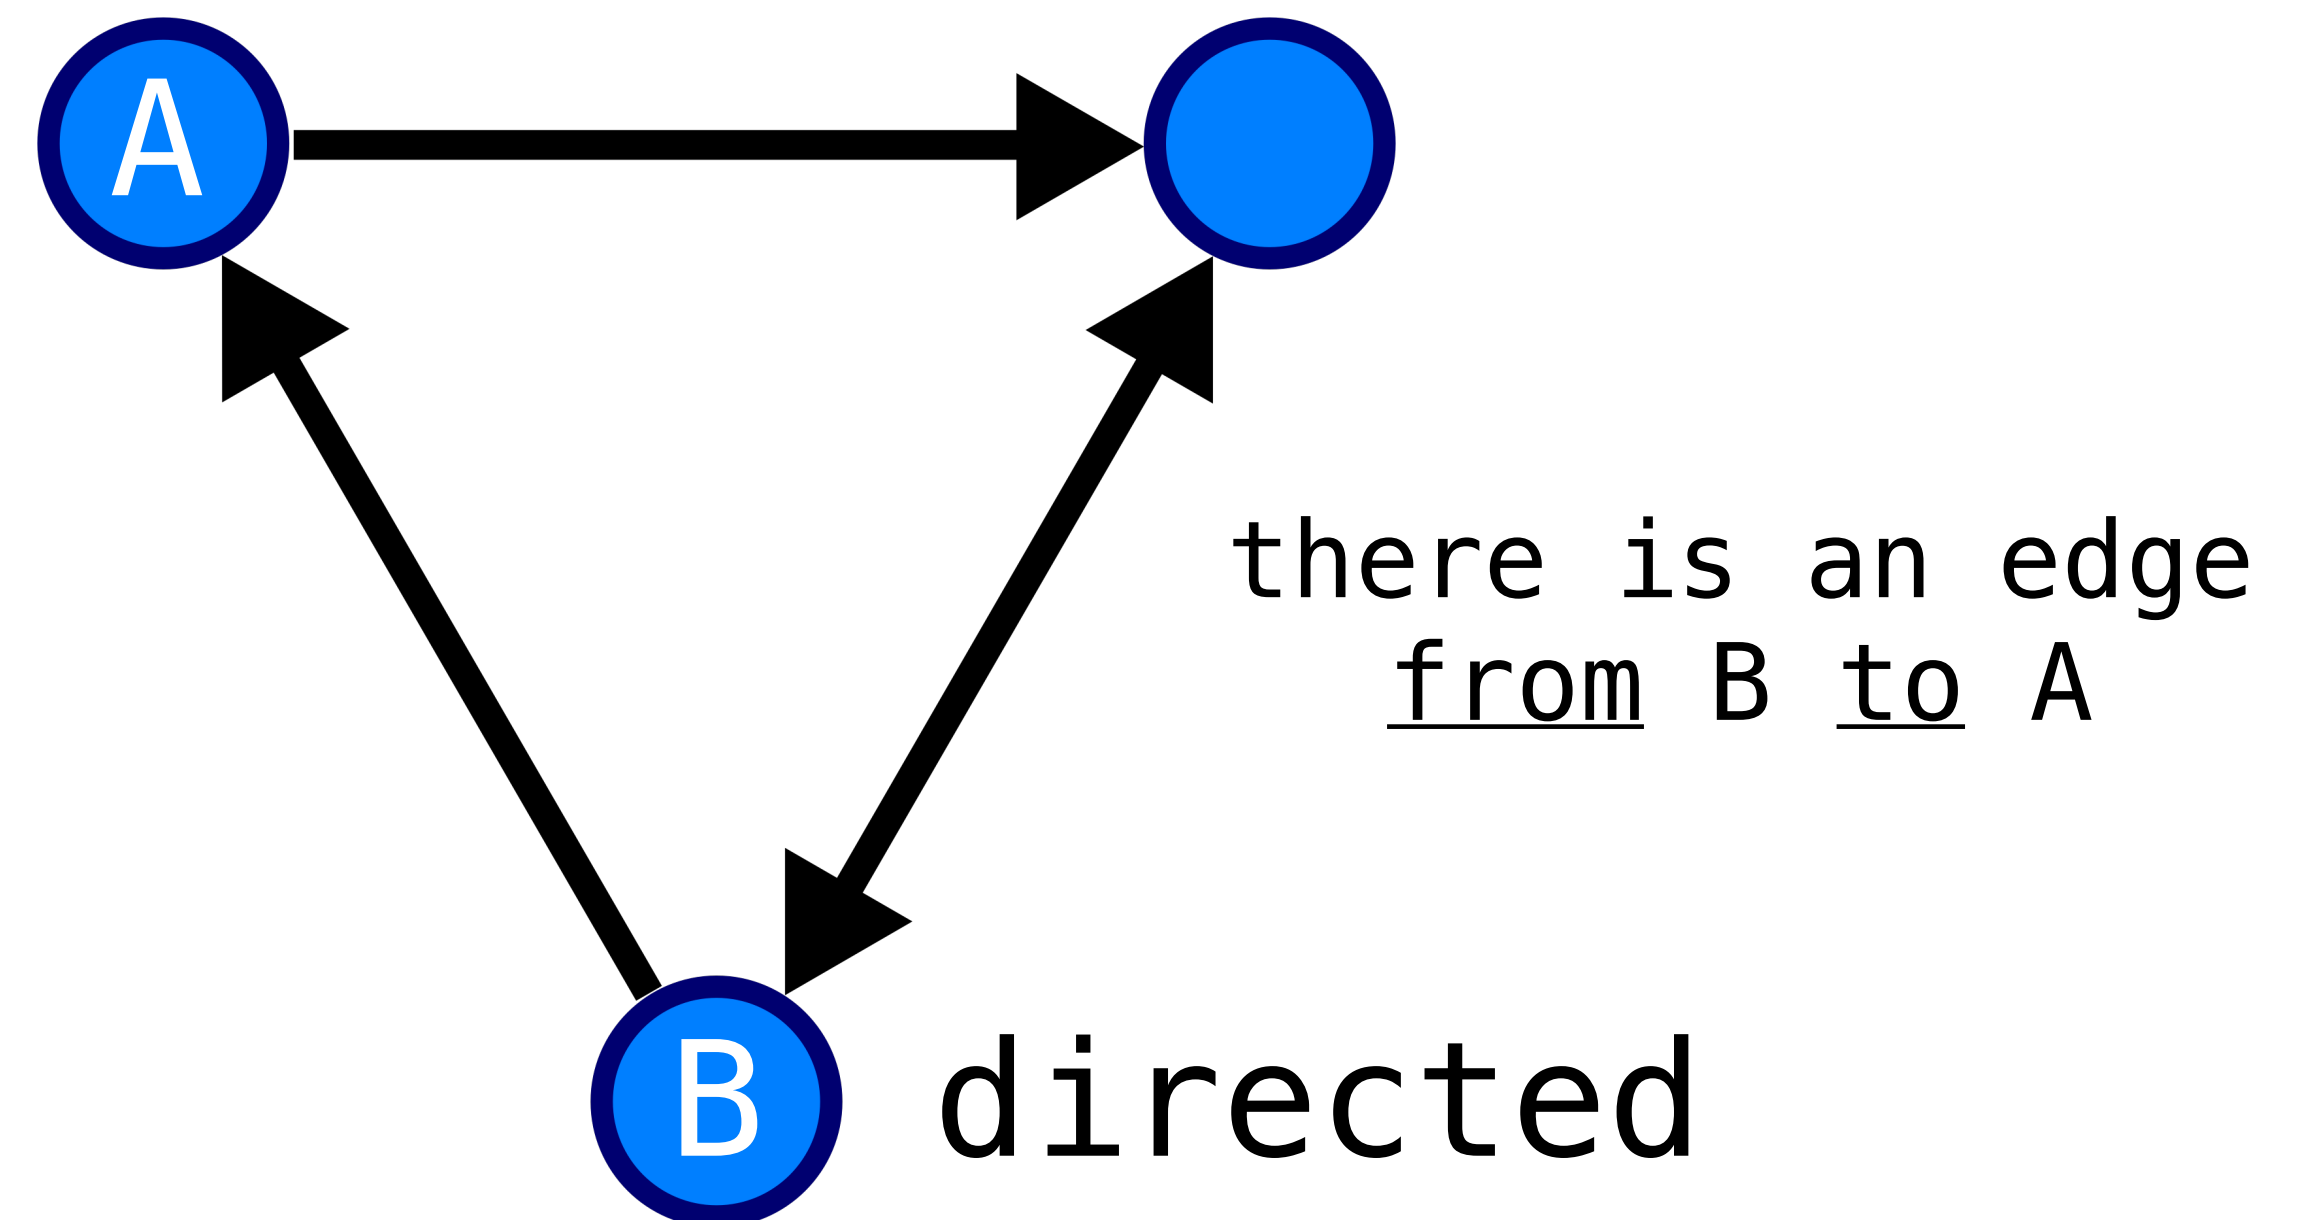 A
there is an edge
from B to A
B
directed